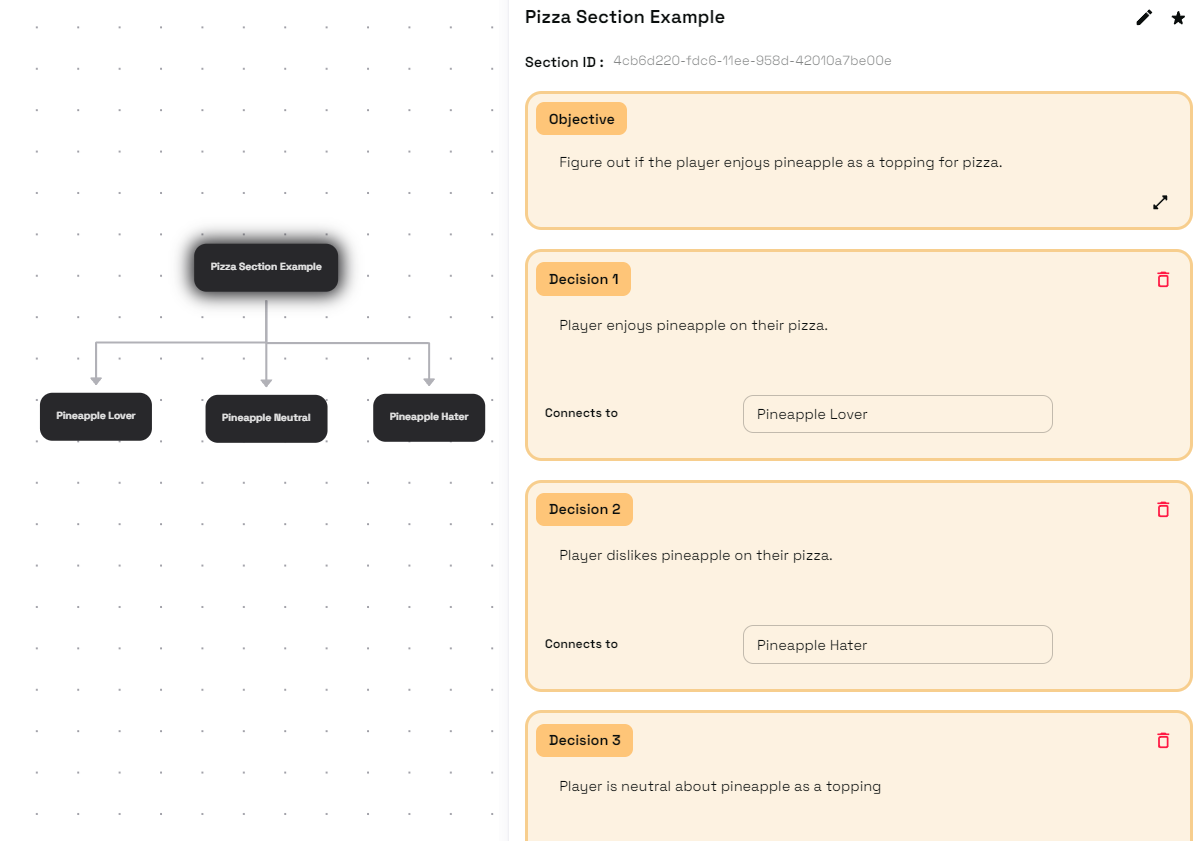 Pizza Section Example
Pineapple Lover
Pineapple Neutral
Pineapple Hater
Pizza Section Example
Section ID : 4cb6d220-fdc6-11ee-958d-42010a7be00e
Objective
Figure out if the player enjoys pineapple as a topping for pizza.
Decision 1
Player enjoys pineapple on their pizza.
Connects to Pineapple Lover
Decision 2
Player dislikes pineapple on their pizza.
Connects to Pineapple Hater
Decision 3
Player is neutral about pineapple as a topping